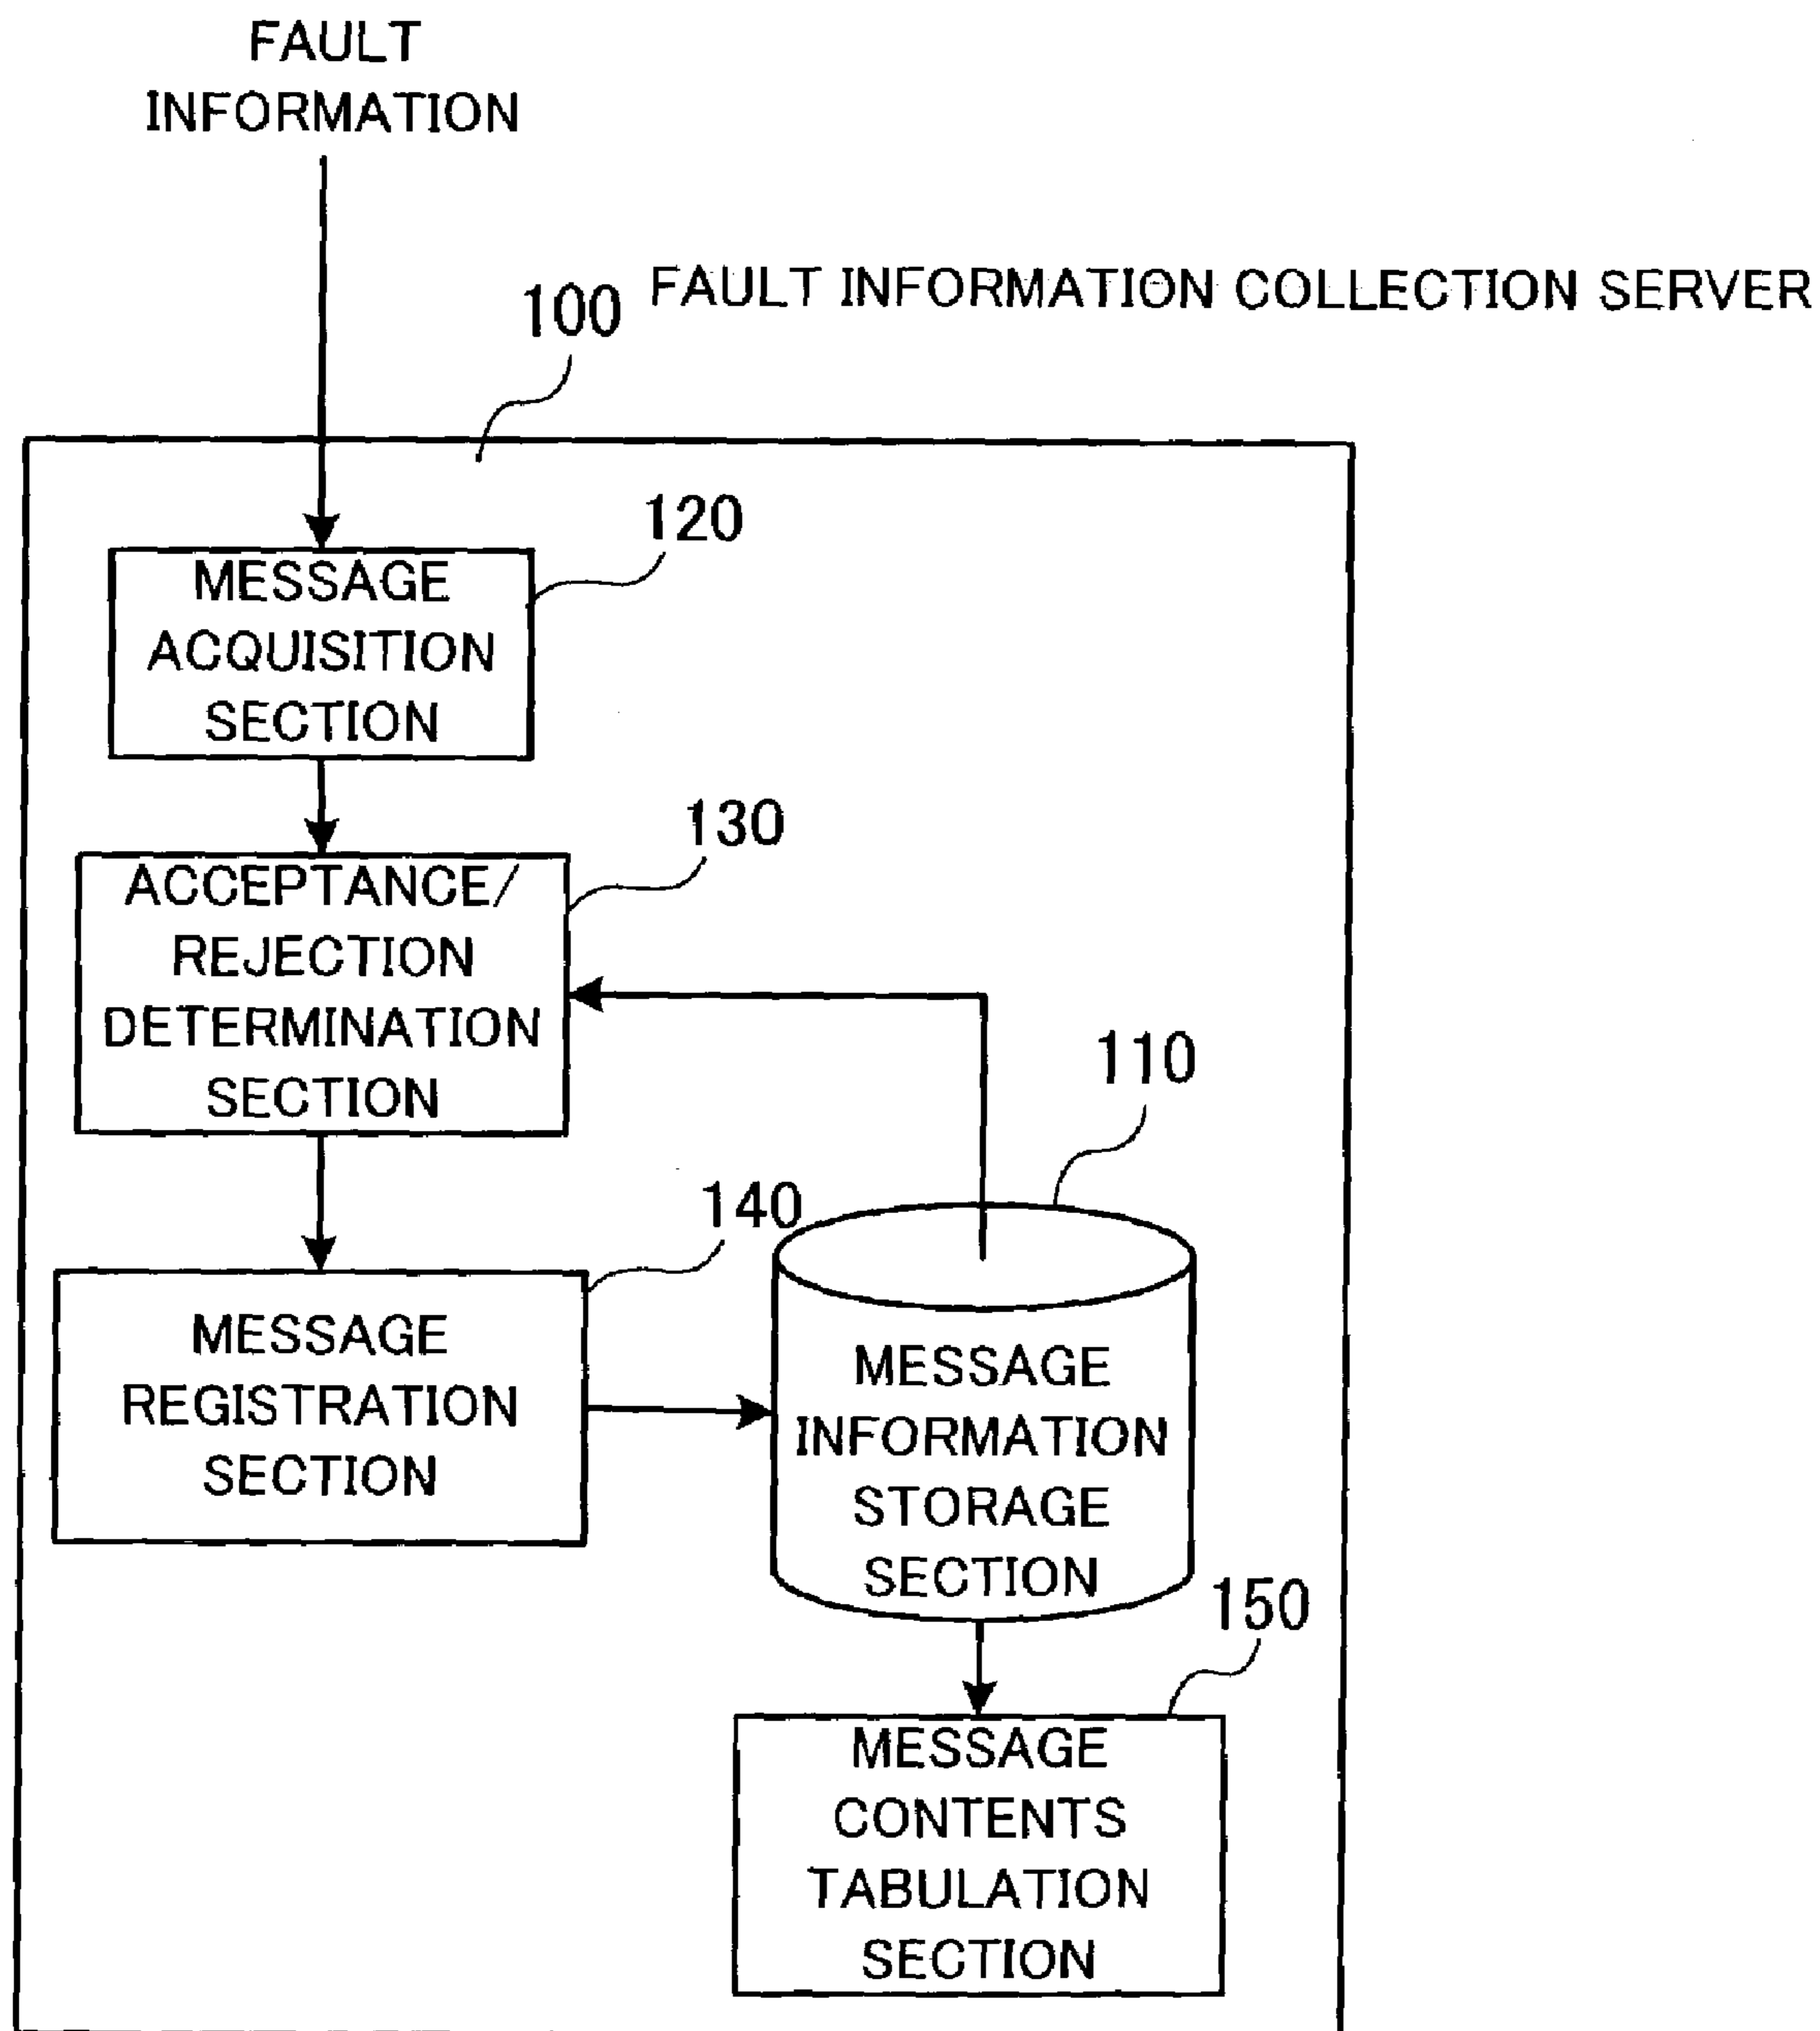 FAULT
INFORMATION
100 FAULT INFORMATION COLLECTION SERVER
120
MESSAGE
ACQUISITION
SECTION
130
ACCEPTANCE/
REJECTION
DETERMINATION
SECTION
110
140
MESSAGE
REGISTRATION
SECTION
MESSAGE
INFORMATION
STORAGE
SECTION
150
MESSAGE
CONTENTS
TABULATION
SECTION